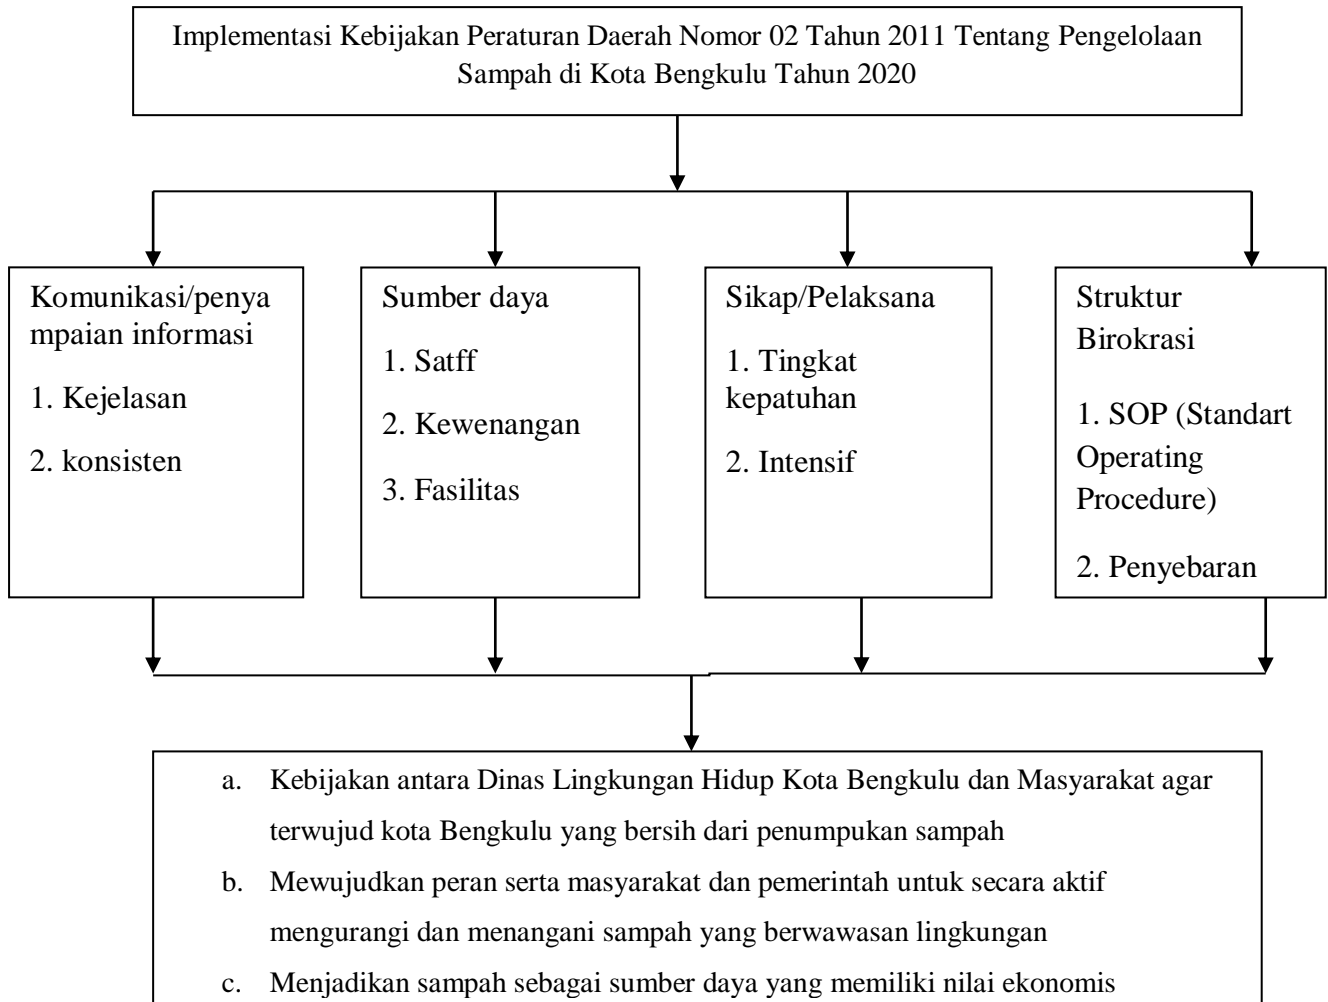 Implementasi Kebijakan Peraturan Daerah Nomor 02 Tahun 2011 Tentang Pengelolaan
Sampah di Kota Bengkulu Tahun 2020
Komunikasi/penya
mpaian informasi
1. Kejelasan
2. konsisten
Sumber daya
1. Satff
2. Kewenangan
3. Fasilitas
Sikap/Pelaksana
1. Tingkat
kepatuhan
2. Intensif
Struktur
Birokrasi
1. SOP (Standart
Operating
Procedure)
2. Penyebaran
a. Kebijakan antara Dinas Lingkungan Hidup Kota Bengkulu dan Masyarakat agar
terwujud kota Bengkulu yang bersih dari penumpukan sampah
b. Mewujudkan peran serta masyarakat dan pemerintah untuk secara aktif
mengurangi dan menangani sampah yang berwawasan lingkungan
c. Menjadikan sampah sebagai sumber daya yang memiliki nilai ekonomis